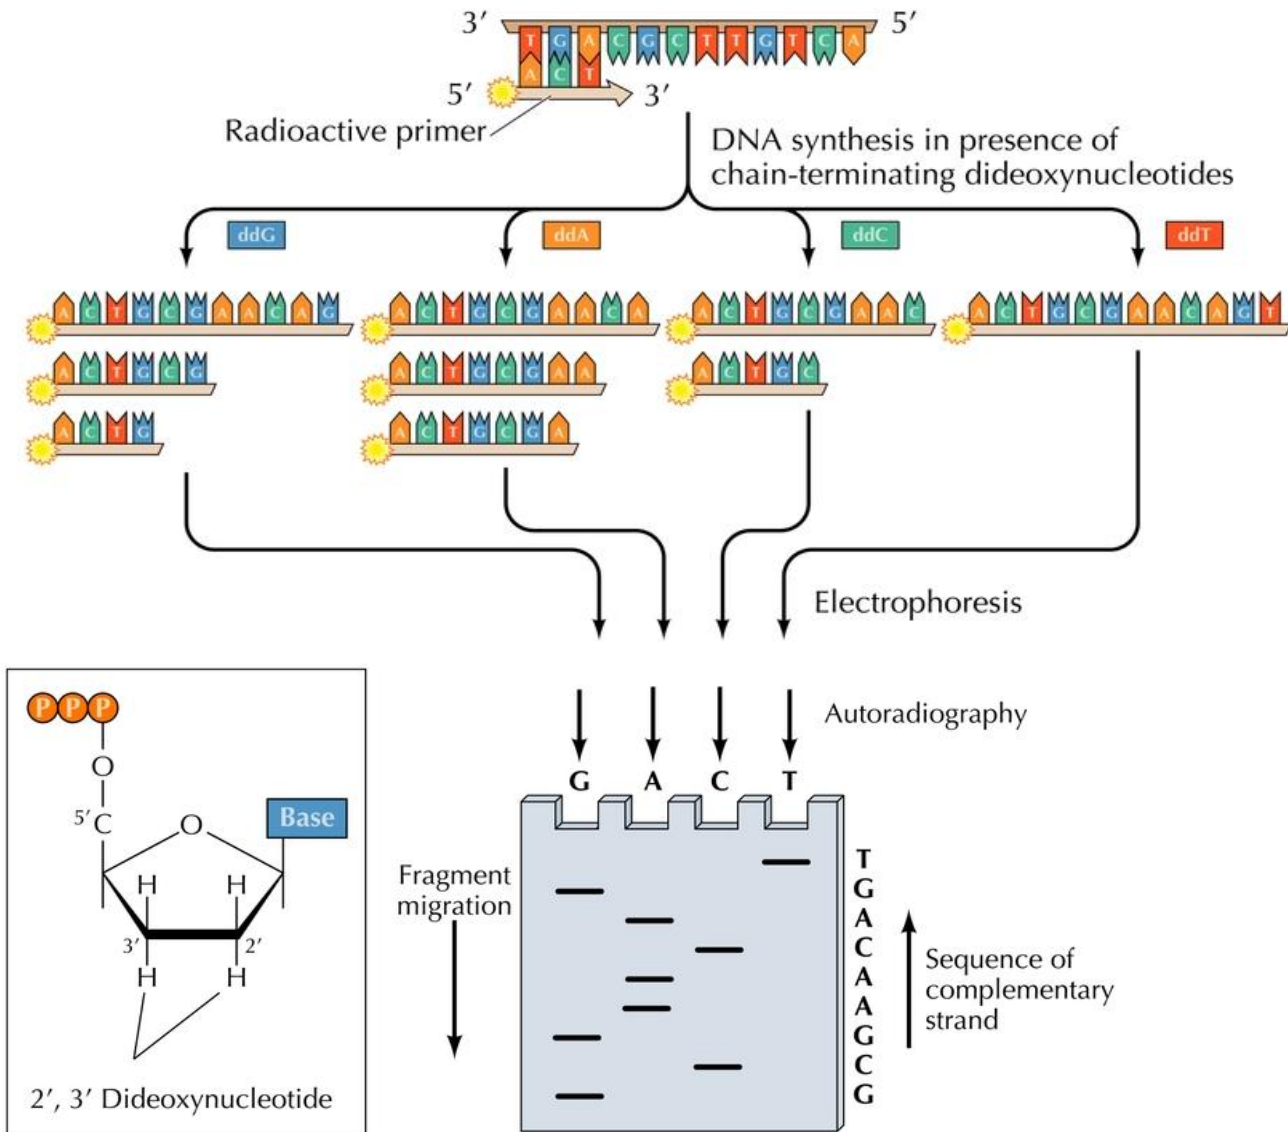 3′ 5′
T G A C G C T T G T C A
A C T
5′ 3′
Radioactive primer
DNA synthesis in presence of
chain-terminating dideoxynucleotides
ddG ddA ddC ddT
A C T G C G A A C A G
A C T G C G A A C A
A C T G C G A A C
A C T G C G A A C A G T
A C T G C G
A C T G C G A A
A C T G C
A C T G
A C T G C G A
Electrophoresis
Autoradiography
G A C T
Fragment
migration
T
G
A
C
A
A
G
C
G
Sequence of
complementary
strand
P P P
O
5′ C
O
Base
H H
3′ 2′
H H
2′, 3′ Dideoxynucleotide